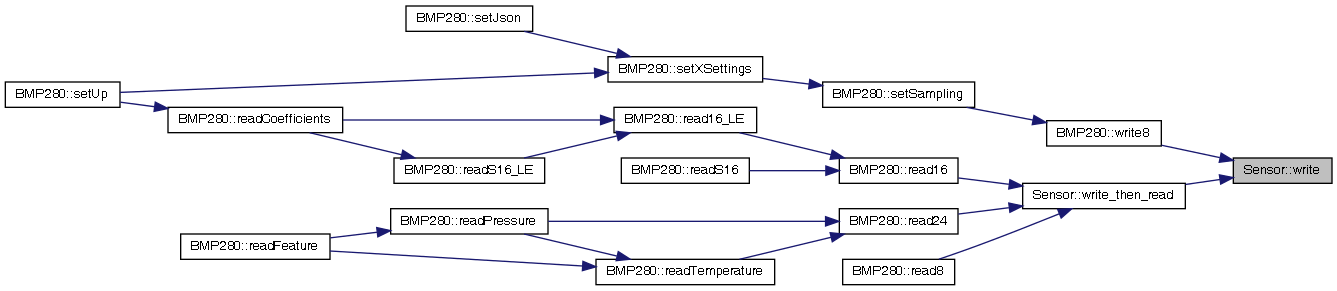 BMP280::setJson
BMP280::setXSettings
BMP280::setUp
BMP280::setSampling
BMP280::readCoefficients
BMP280::read16_LE
BMP280::write8
BMP280::readS16_LE
BMP280::readS16
BMP280::read16
Sensor::write
Sensor::write_then_read
BMP280::readPressure
BMP280::read24
BMP280::readFeature
BMP280::readTemperature
BMP280::read8